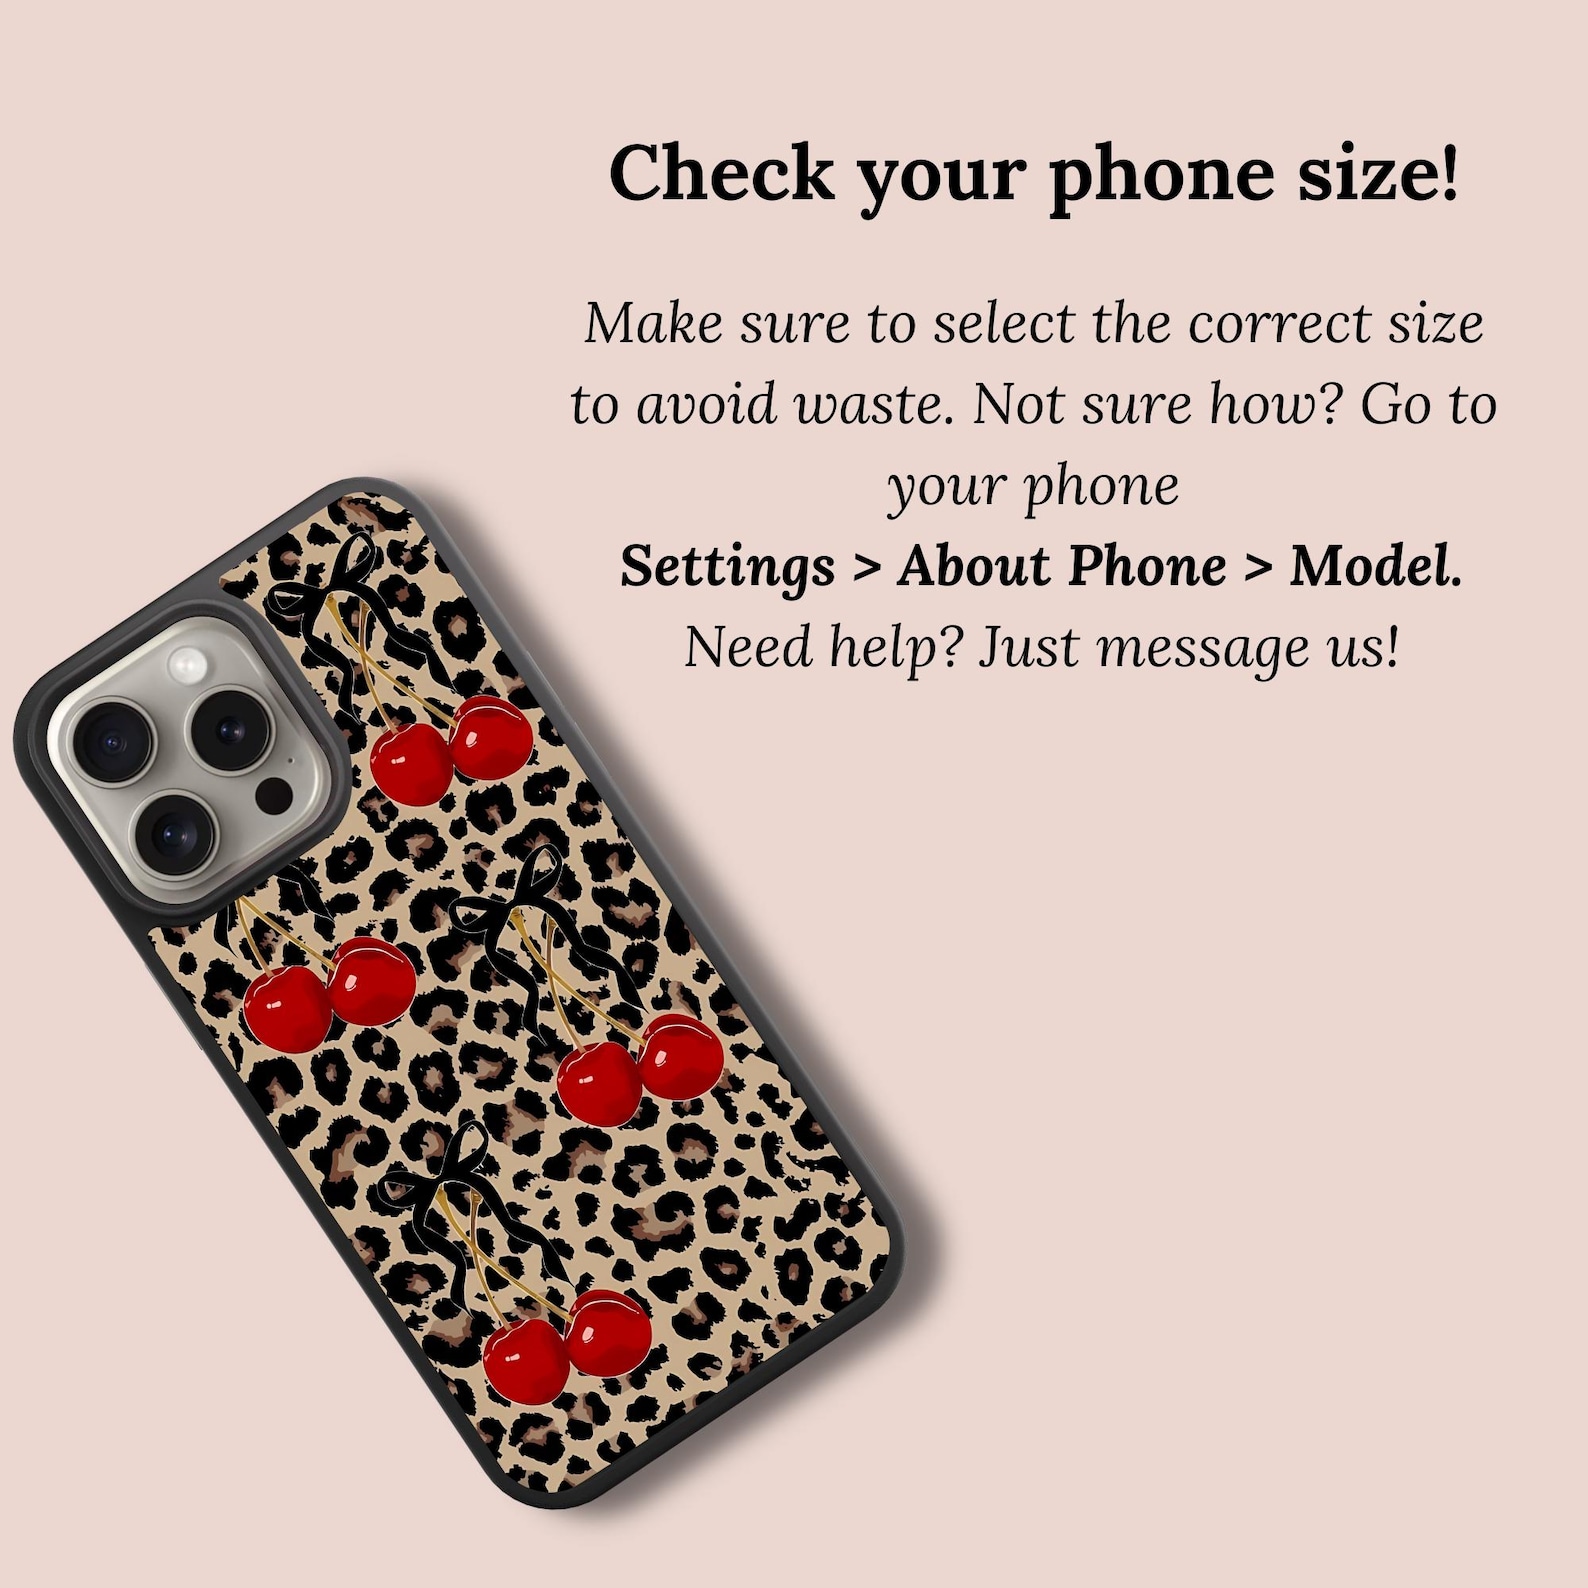 Check your phone size!
Make sure to select the correct size
to avoid waste. Not sure how? Go to
your phone
Settings > About Phone > Model.
Need help? Just message us!